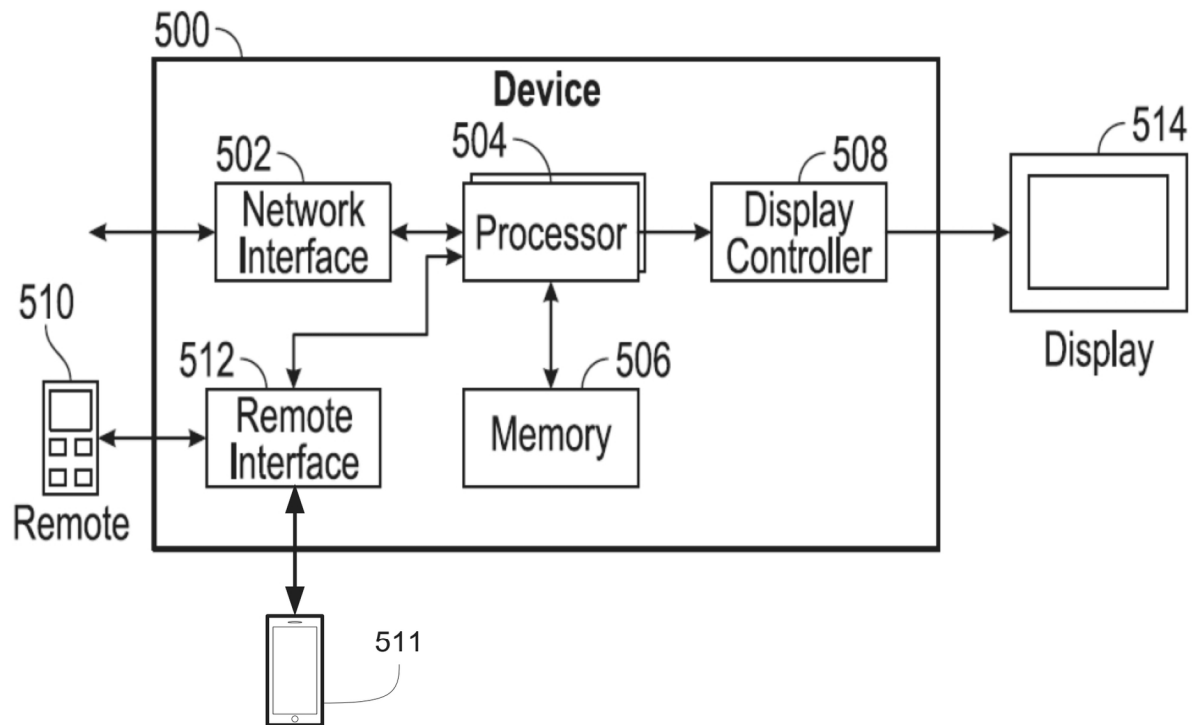 500
Device
502
504
508
514
Network
Interface
Processor
Display
Controller
510
512
506
Display
Remote
Interface
Memory
Remote
511